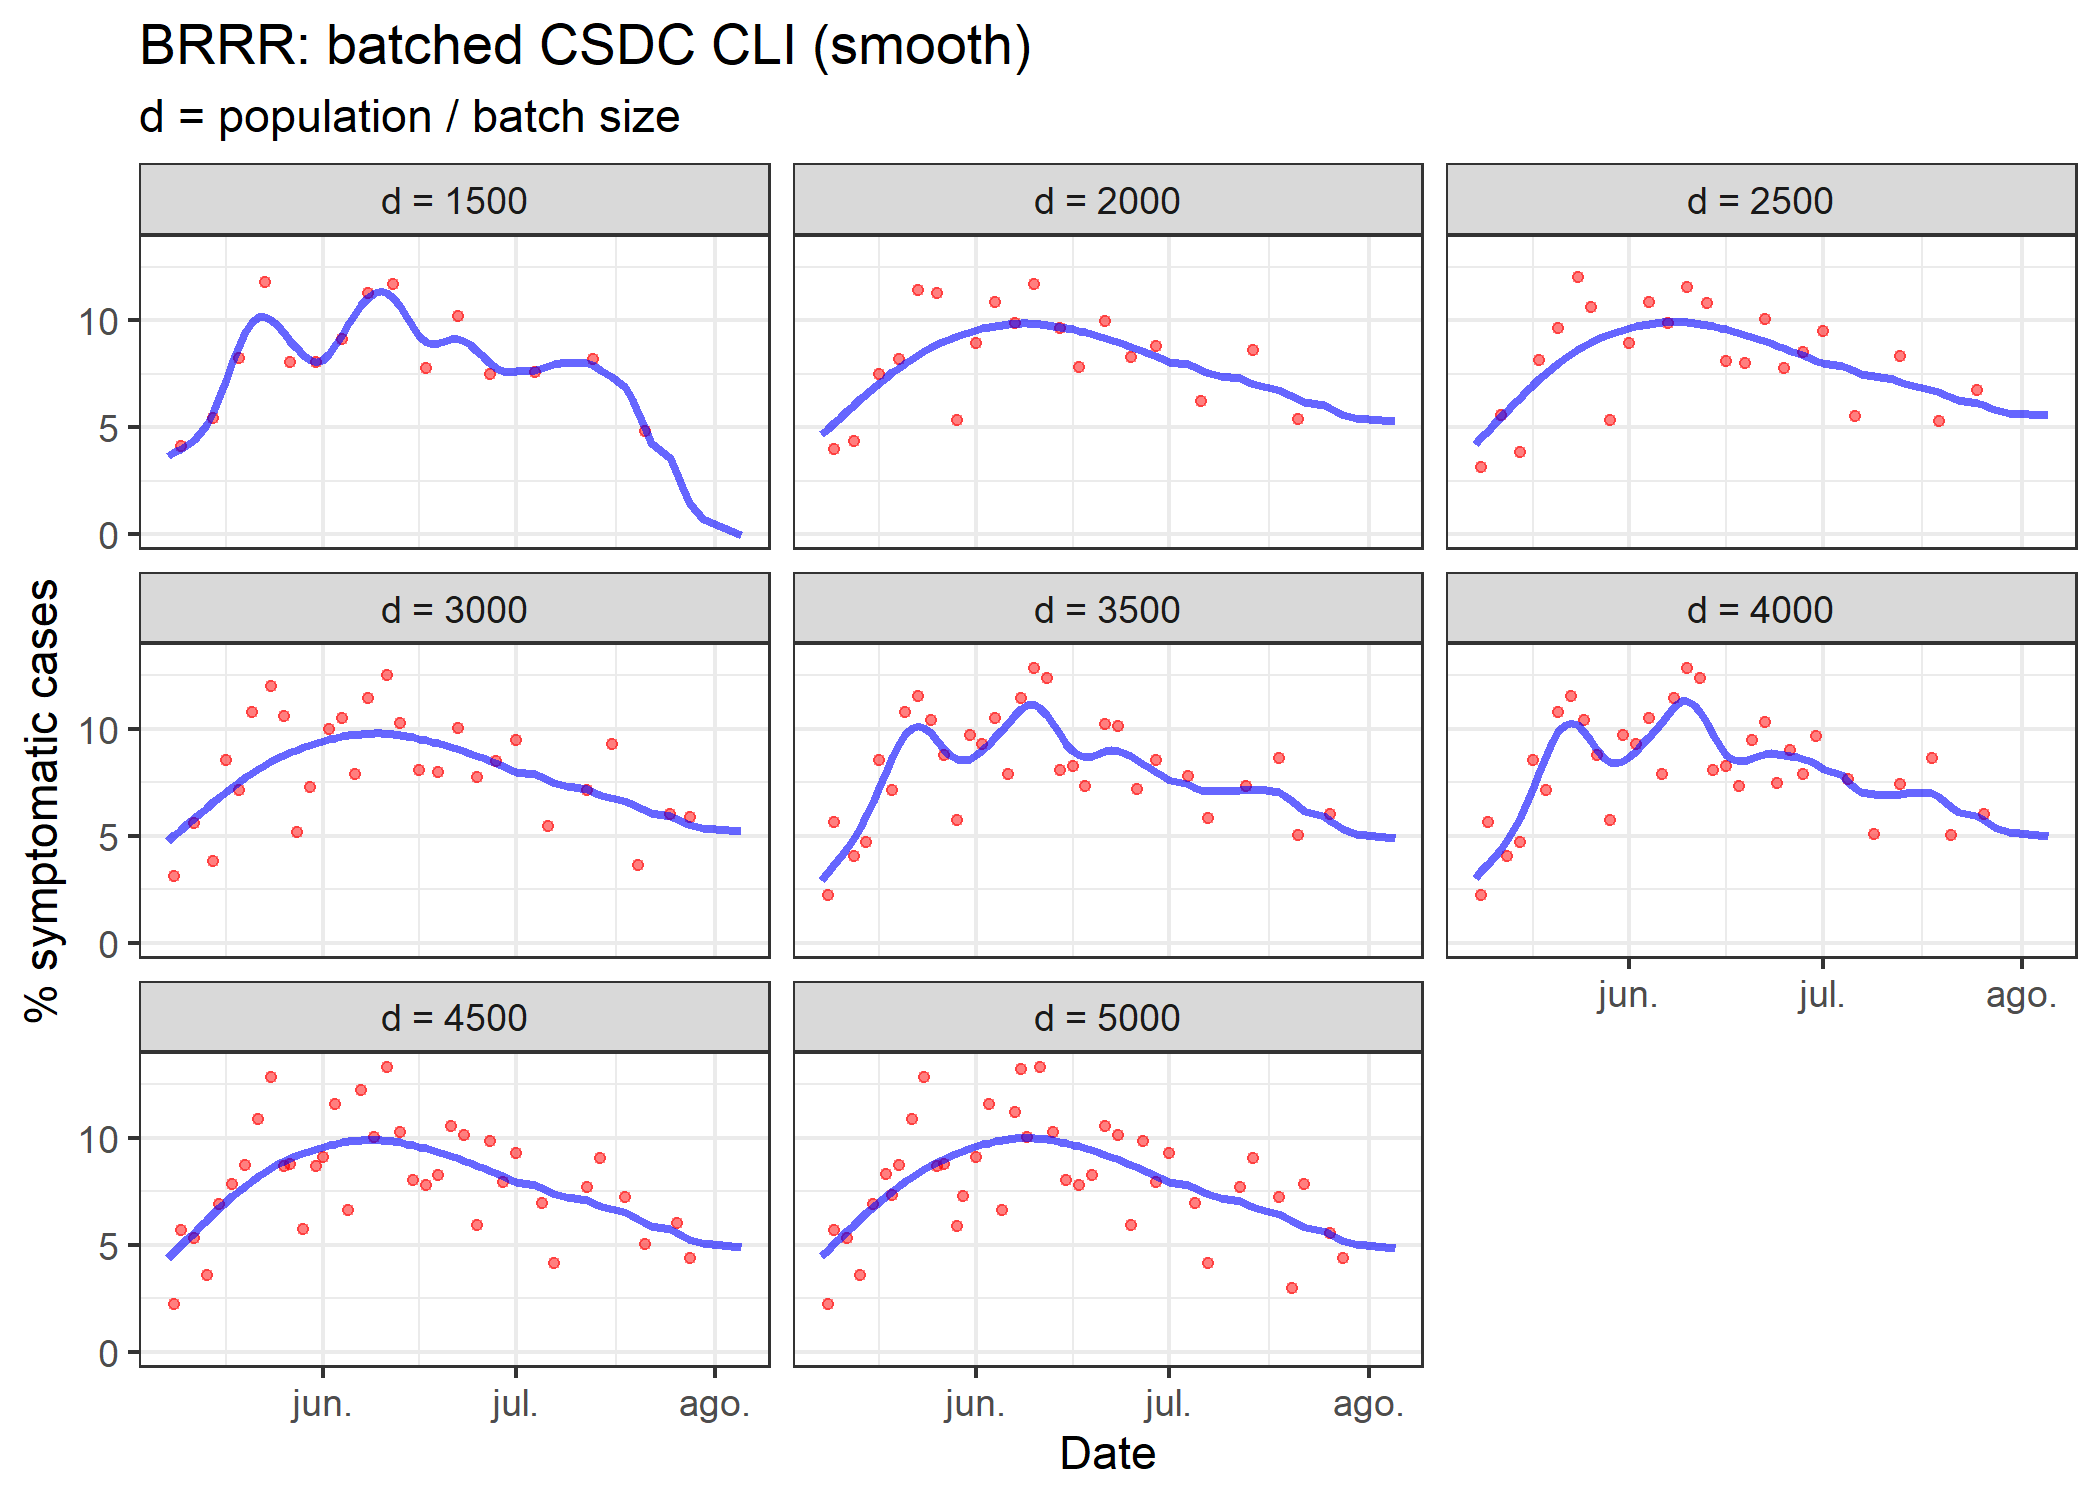 BRRR: batched CSDC CLI (smooth)
d = population / batch size
d = 1500
d = 2000
d = 2500
10
5
0
d = 3000
d = 3500
d = 4000
10
5
0
jun.
jul.
ago.
d = 4500
d = 5000
10
5
0
jun.
jul.
ago.
jun.
jul.
ago.
% symptomatic cases
Date